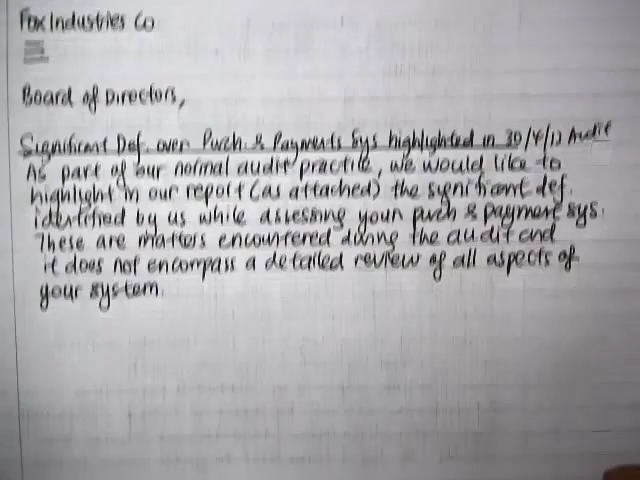 Fox Industries Co
Board of Directors,
Significant Def. over Purch. & Payments Sys highlighted in 30/4/12 Audit
As part of our normal audit practice, we would like to
highlight in our report (as attached) the significant def.
identified by us while assessing your purch & payment sys.
These are matters encountered during the audit and
it does not encompass a detailed review of all aspects of
your system.